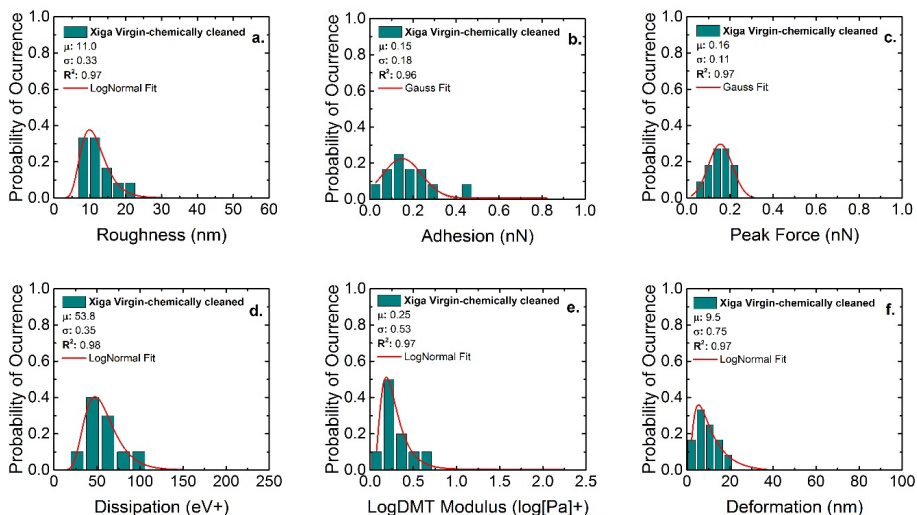 Xiga Virgin-chemically cleaned
a.
μ: 11.0
σ: 0.33
R²: 0.97
LogNormal Fit
1.0
0.8
0.6
0.4
0.2
0.0
0 10 20 30 40 50 60
Probability of Ocurrence
Roughness (nm)
Xiga Virgin-chemically cleaned
b.
μ: 0.15
σ: 0.18
R²: 0.96
Gauss Fit
1.0
0.8
0.6
0.4
0.2
0.0
0.0 0.2 0.4 0.6 0.8 1.0
Probability of Ocurrence
Adhesion (nN)
Xiga Virgin-chemically cleaned
c.
μ: 0.16
σ: 0.11
R²: 0.97
Gauss Fit
1.0
0.8
0.6
0.4
0.2
0.0
0.0 0.2 0.4 0.6 0.8 1.0
Probability of Ocurrence
Peak Force (nN)
Xiga Virgin-chemically cleaned
d.
μ: 53.8
σ: 0.35
R²: 0.98
LogNormal Fit
1.0
0.8
0.6
0.4
0.2
0.0
0 50 100 150 200 250
Probability of Ocurrence
Dissipation (eV+)
Xiga Virgin-chemically cleaned
e.
μ: 0.25
σ: 0.53
R²: 0.97
LogNormal Fit
1.0
0.8
0.6
0.4
0.2
0.0
0.0 0.5 1.0 1.5 2.0 2.5
Probability of Ocurrence
LogDMT Modulus (log[Pa]+)
Xiga Virgin-chemically cleaned
f.
μ: 9.5
σ: 0.75
R²: 0.97
LogNormal Fit
1.0
0.8
0.6
0.4
0.2
0.0
0 20 40 60 80 100
Probability of Ocurrence
Deformation (nm)